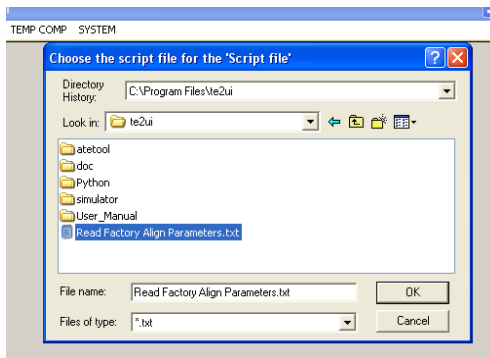 TEMP COMP SYSTEM
Choose the script file for the 'Script file'
Directory
History:
C:\Program Files\te2ui
Look in: te2ui
atetool
doc
Python
simulator
User_Manual
Read Factory Align Parameters.txt
File name: Read Factory Align Parameters.txt OK
Files of type: *.txt Cancel